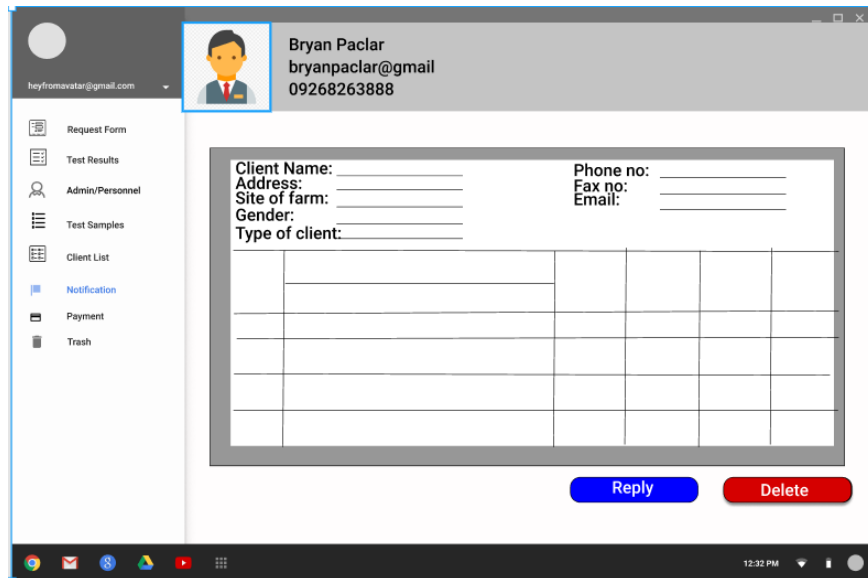 Bryan Paclar
bryanpaclar@gmail
09268263888
heyfromavatar@gmail.com
Request Form
Test Results
Admin/Personnel
Test Samples
Client List
Notification
Payment
Trash
Client Name:
Address:
Site of farm:
Gender:
Type of client:
Phone no:
Fax no:
Email:
Reply
Delete
12:32 PM